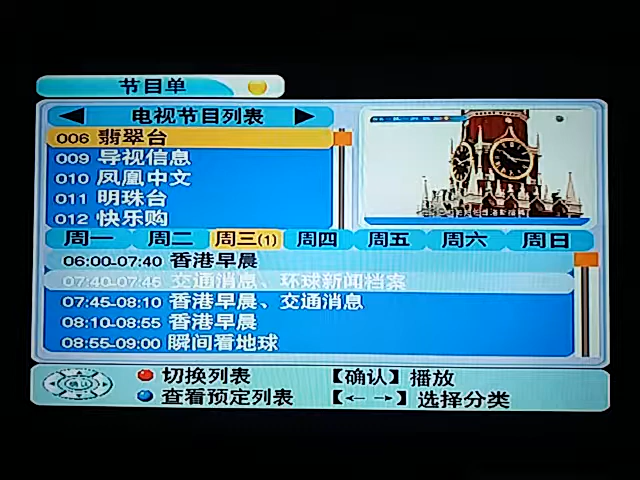 节目单
电视节目列表
006 翡翠台
009 导视信息
010 凤凰中文
011 明珠台
012 快乐购
周一 周二 周三(1) 周四 周五 周六 周日
06:00-07:40 香港早晨
07:40-07:45 交通消息、环球新闻档案
07:45-08:10 香港早晨、交通消息
08:10-08:55 香港早晨
08:55-09:00 瞬间看地球
确认 切换列表 【确认】播放
查看预定列表 【← →】选择分类